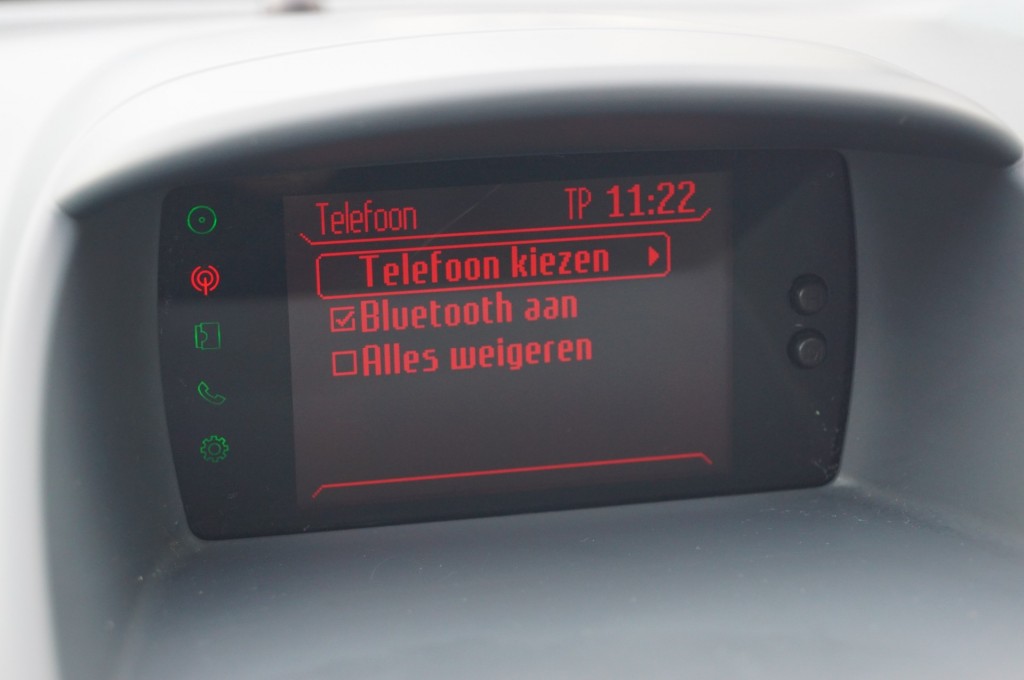 Telefoon TP 11:22
Telefoon kiezen
Bluetooth aan
Alles weigeren